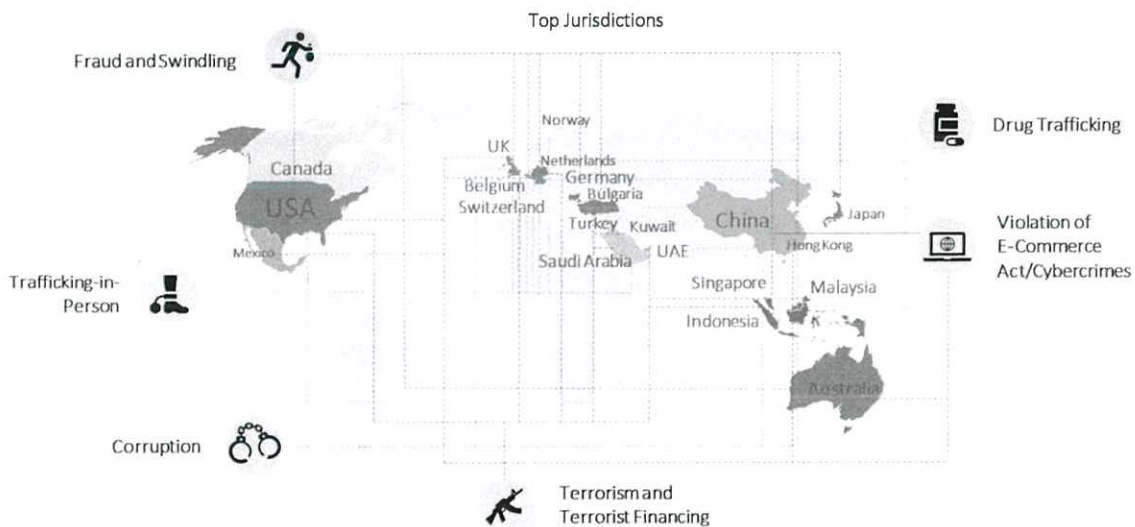 Top Jurisdictions
Fraud and Swindling
Norway
Drug Trafficking
UK
Netherlands
Canada
Germany
Belgium
Bulgaria
USA
Switzerland
China
Japan
Turkey
Kuwait
Violation of
E-Commerce
Act/Cybercrimes
Mexico
Hong Kong
UAE
Saudi Arabia
Trafficking-in-
Person
Singapore
Malaysia
Indonesia
Australia
Corruption
Terrorism and
Terrorist Financing